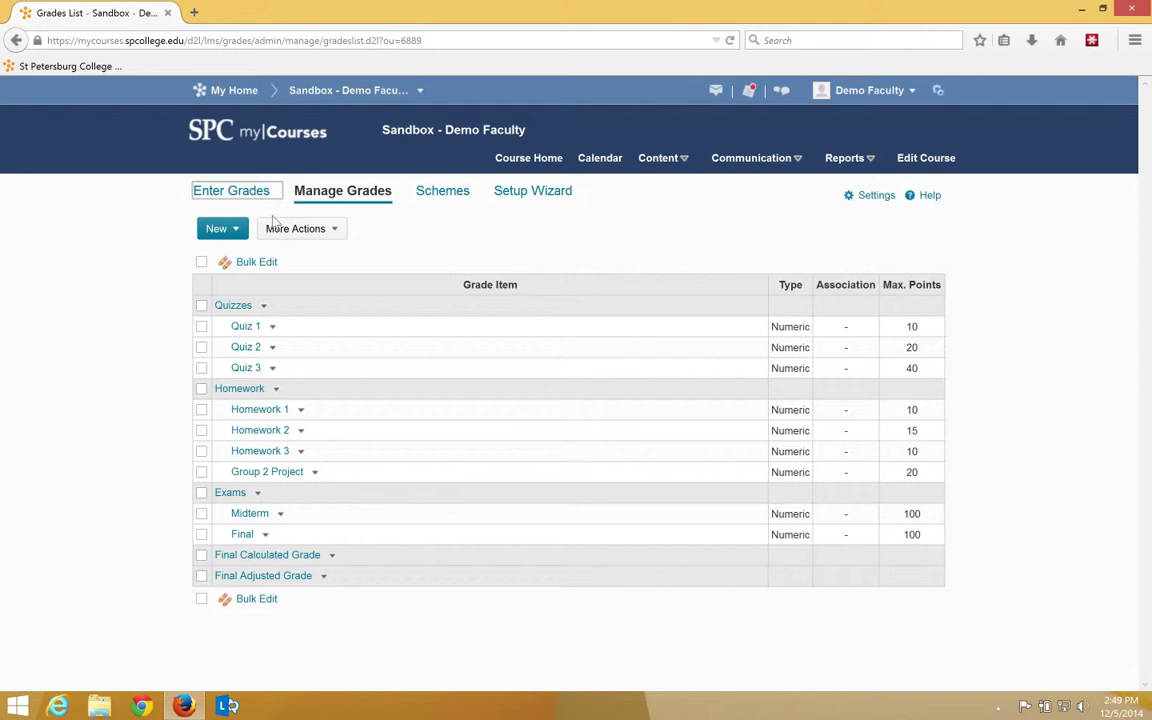 Grades List - Sandbox - De...
https://mycourses.spcollege.edu/d2l/lms/grades/admin/manage/gradeslist.d2l?ou=6889
Search
St Petersburg College ...
My Home
Sandbox - Demo Facu...
Demo Faculty
SPC my|Courses
Sandbox - Demo Faculty
Course Home Calendar Content Communication Reports Edit Course
Enter Grades Manage Grades Schemes Setup Wizard
Settings Help
New More Actions
Bulk Edit
Grade Item Type Association Max. Points
Quizzes
Quiz 1 Numeric - 10
Quiz 2 Numeric - 20
Quiz 3 Numeric - 40
Homework
Homework 1 Numeric - 10
Homework 2 Numeric - 15
Homework 3 Numeric - 10
Group 2 Project Numeric - 20
Exams
Midterm Numeric - 100
Final Numeric - 100
Final Calculated Grade
Final Adjusted Grade
Bulk Edit
2:49 PM
12/5/2014